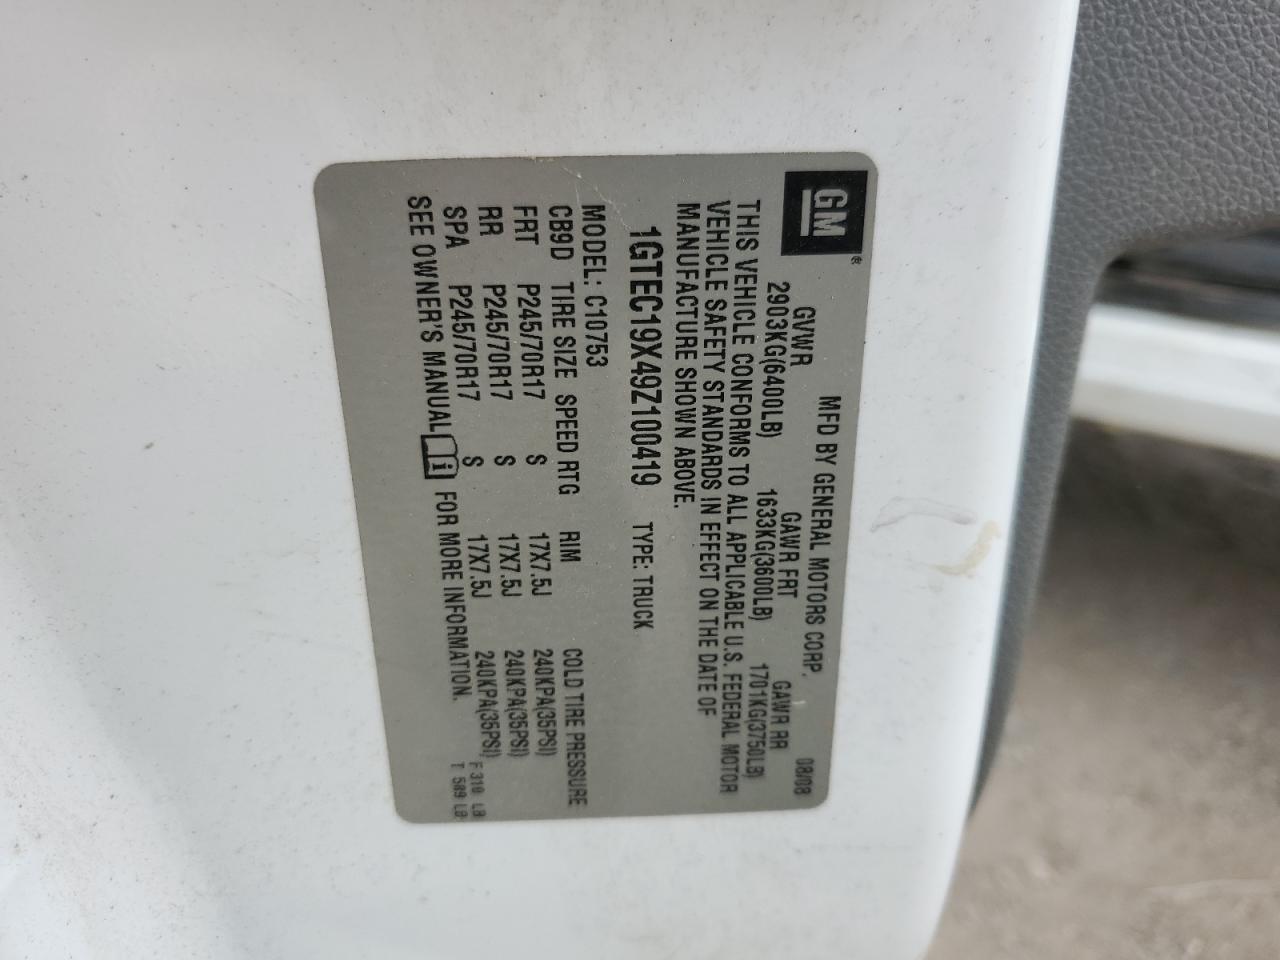 GM®
MFD BY GENERAL MOTORS CORP. 08/08
GVWR GAWR FRT GAWR RR
2903KG(6400LB) 1633KG(3600LB) 1701KG(3750LB)
THIS VEHICLE CONFORMS TO ALL APPLICABLE U.S. FEDERAL MOTOR
VEHICLE SAFETY STANDARDS IN EFFECT ON THE DATE OF
MANUFACTURE SHOWN ABOVE.
1GTEC19X49Z100419 TYPE: TRUCK
MODEL: C10753
CB9D TIRE SIZE SPEED RTG RIM COLD TIRE PRESSURE
FRT P245/70R17 S 17X7.5J 240KPA(35PSI)
RR P245/70R17 S 17X7.5J 240KPA(35PSI)
SPA P245/70R17 S 17X7.5J 240KPA(35PSI) F 310 LB
SEE OWNER'S MANUAL i FOR MORE INFORMATION. T 589 LB